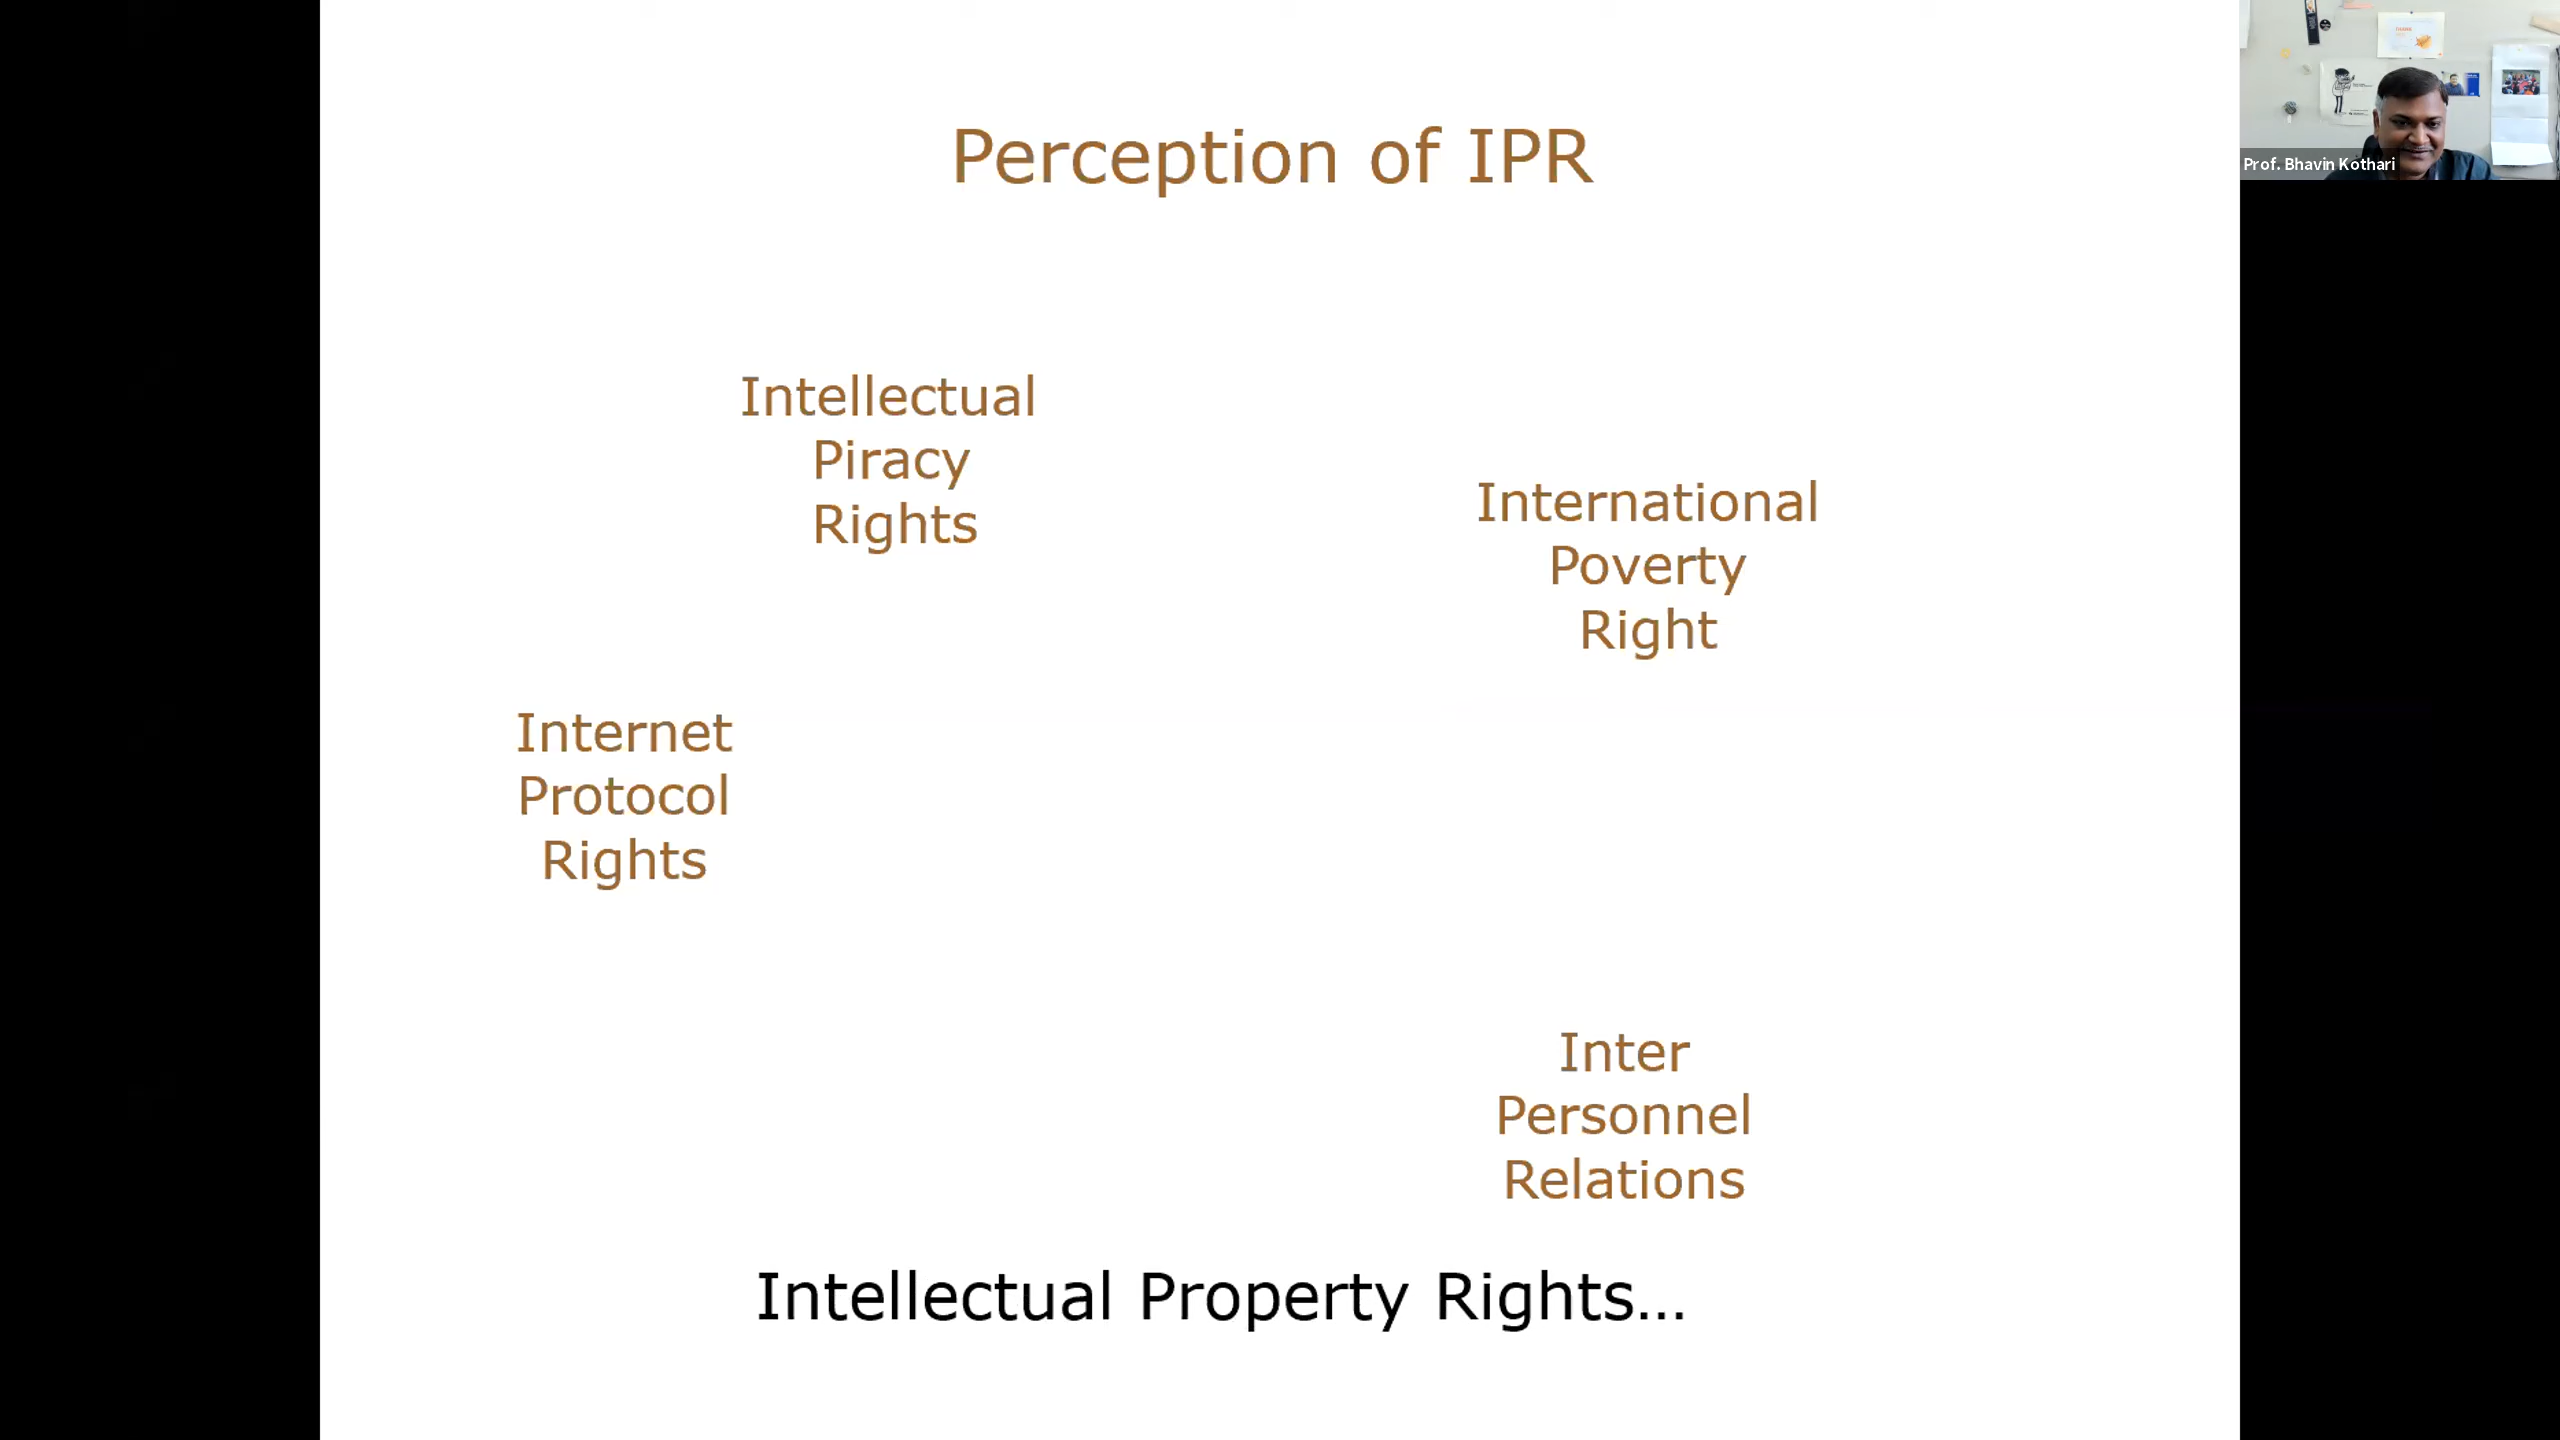 Perception of IPR
Prof. Bhavin Kothari
Intellectual
Piracy
Rights
International
Poverty
Right
Internet
Protocol
Rights
Inter
Personnel
Relations
Intellectual Property Rights...